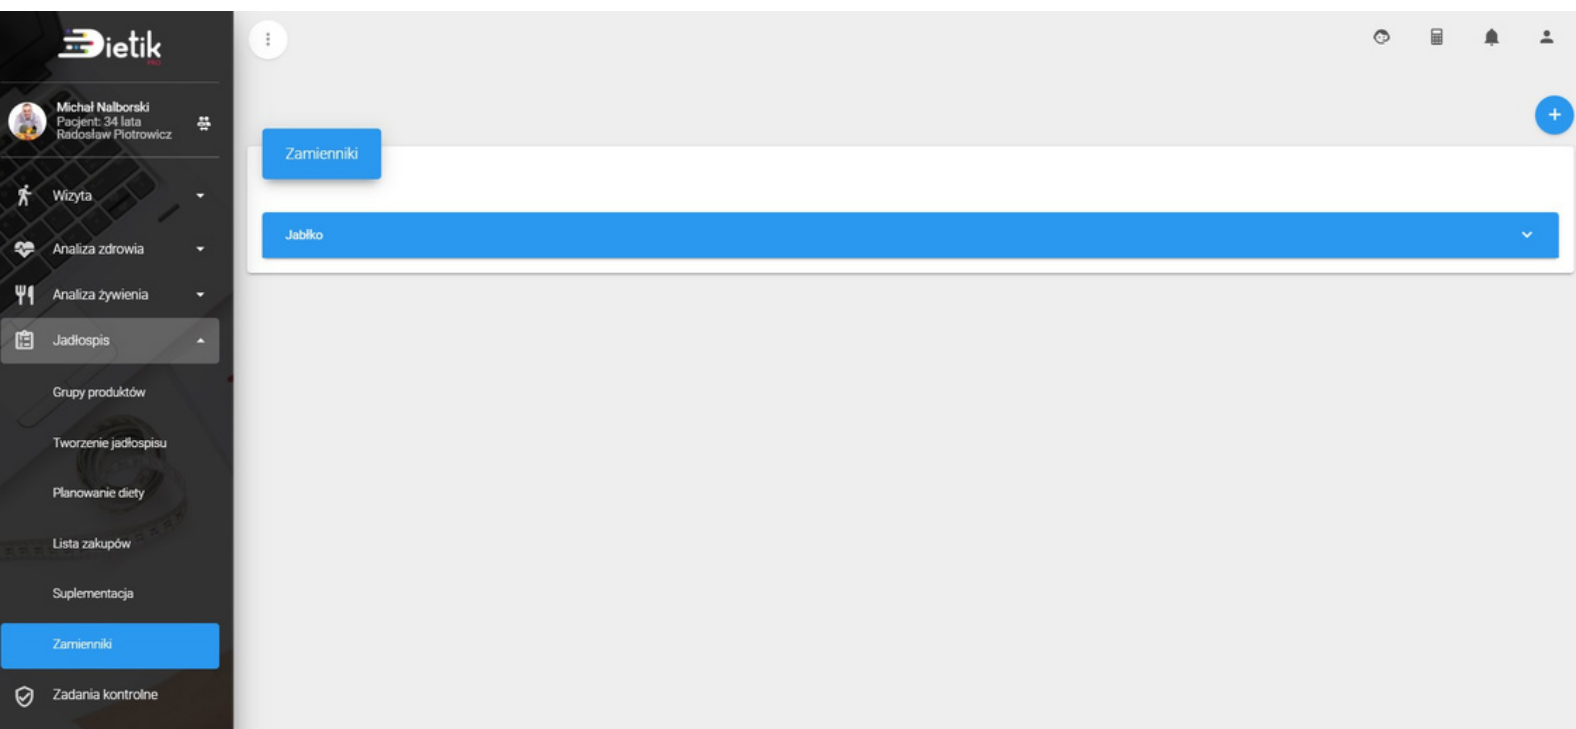 Dietik
PRO
Michał Nalborski
Pacjent: 34 lata
Radosław Piotrowicz
Wizyta
Analiza zdrowia
Analiza żywienia
Jadłospis
Grupy produktów
Tworzenie jadłospisu
Planowanie diety
Lista zakupów
Suplementacja
Zamienniki
Zadania kontrolne
Zamienniki
Jabłko